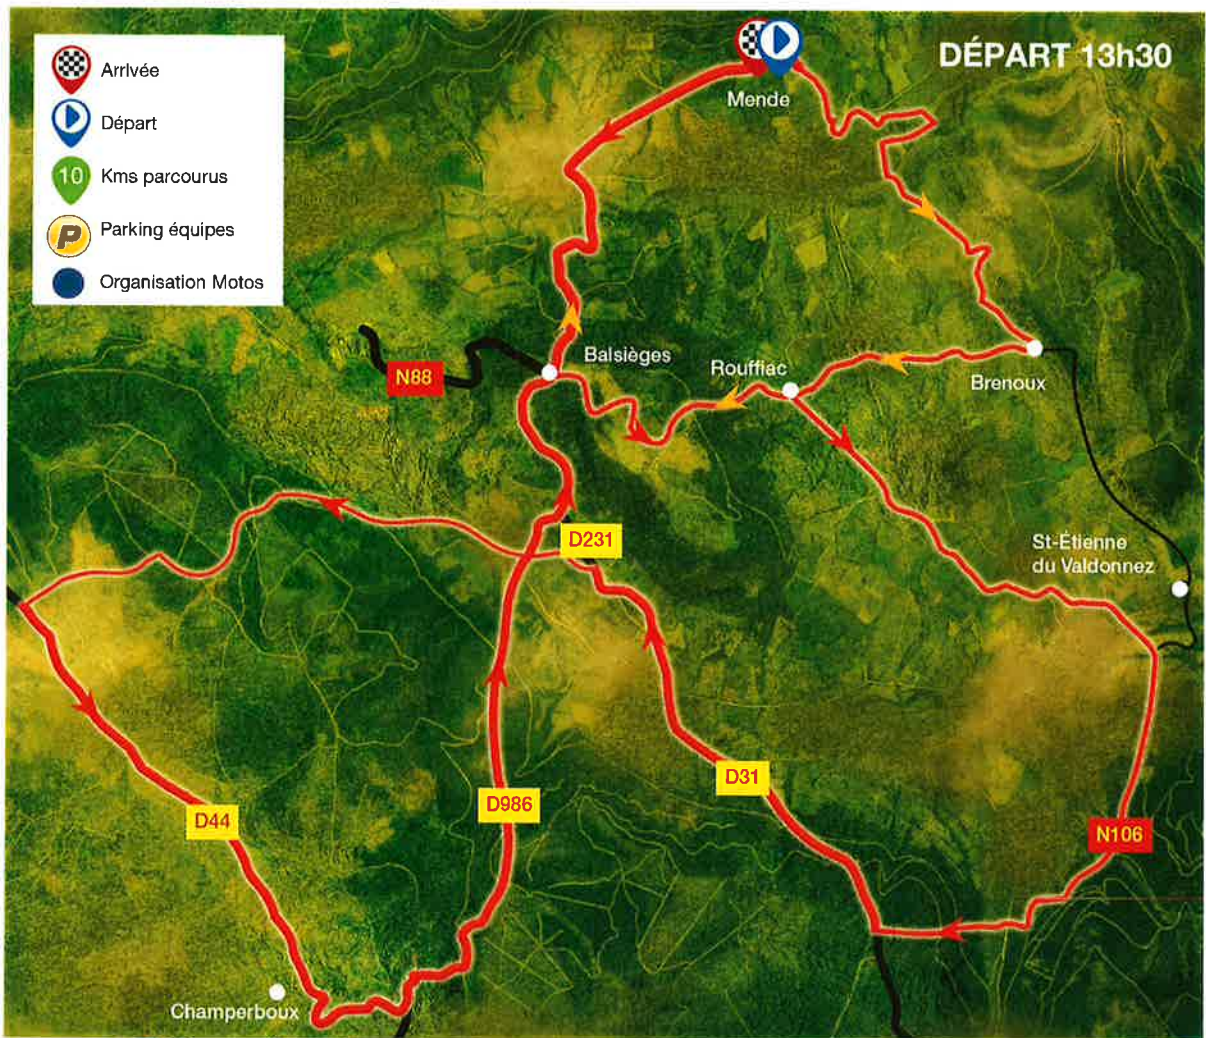 Arrivée
Départ
10
Kms parcourus
P
Parking équipes
Organisation Motos
DÉPART 13h30
Mende
Balsièges
Rouffiac
N88
Brenoux
D231
St-Étienne
du Valdonnez
D31
D986
D44
N106
Champerboux